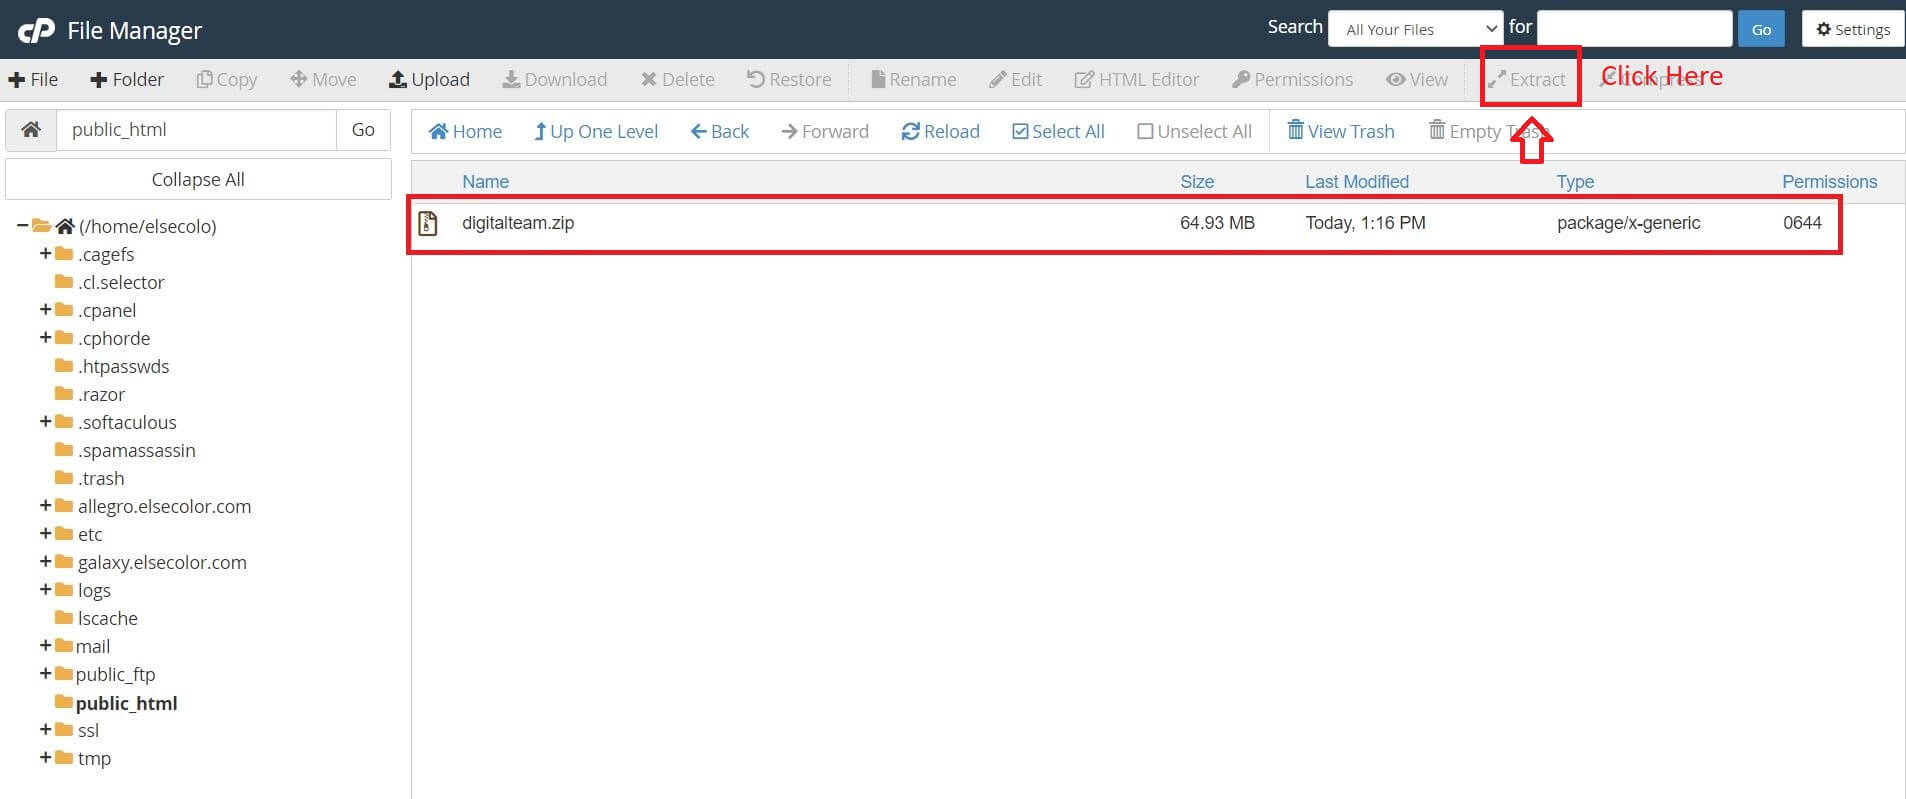 cP File Manager
Search All Your Files for Go Settings
File Folder Copy Move Upload Download Delete Restore Rename Edit HTML Editor Permissions View Extract Click Here
public_html Go
Home Up One Level Back Forward Reload Select All Unselect All View Trash Empty Trash
Collapse All
Name Size Last Modified Type Permissions
digitalteam.zip 64.93 MB Today, 1:16 PM package/x-generic 0644
(/home/elsecolo)
.cagefs
.cl.selector
.cpanel
.cphorde
.htpasswds
.razor
.softaculous
.spamassassin
.trash
allegro.elsecolor.com
etc
galaxy.elsecolor.com
logs
lscache
mail
public_ftp
public_html
ssl
tmp